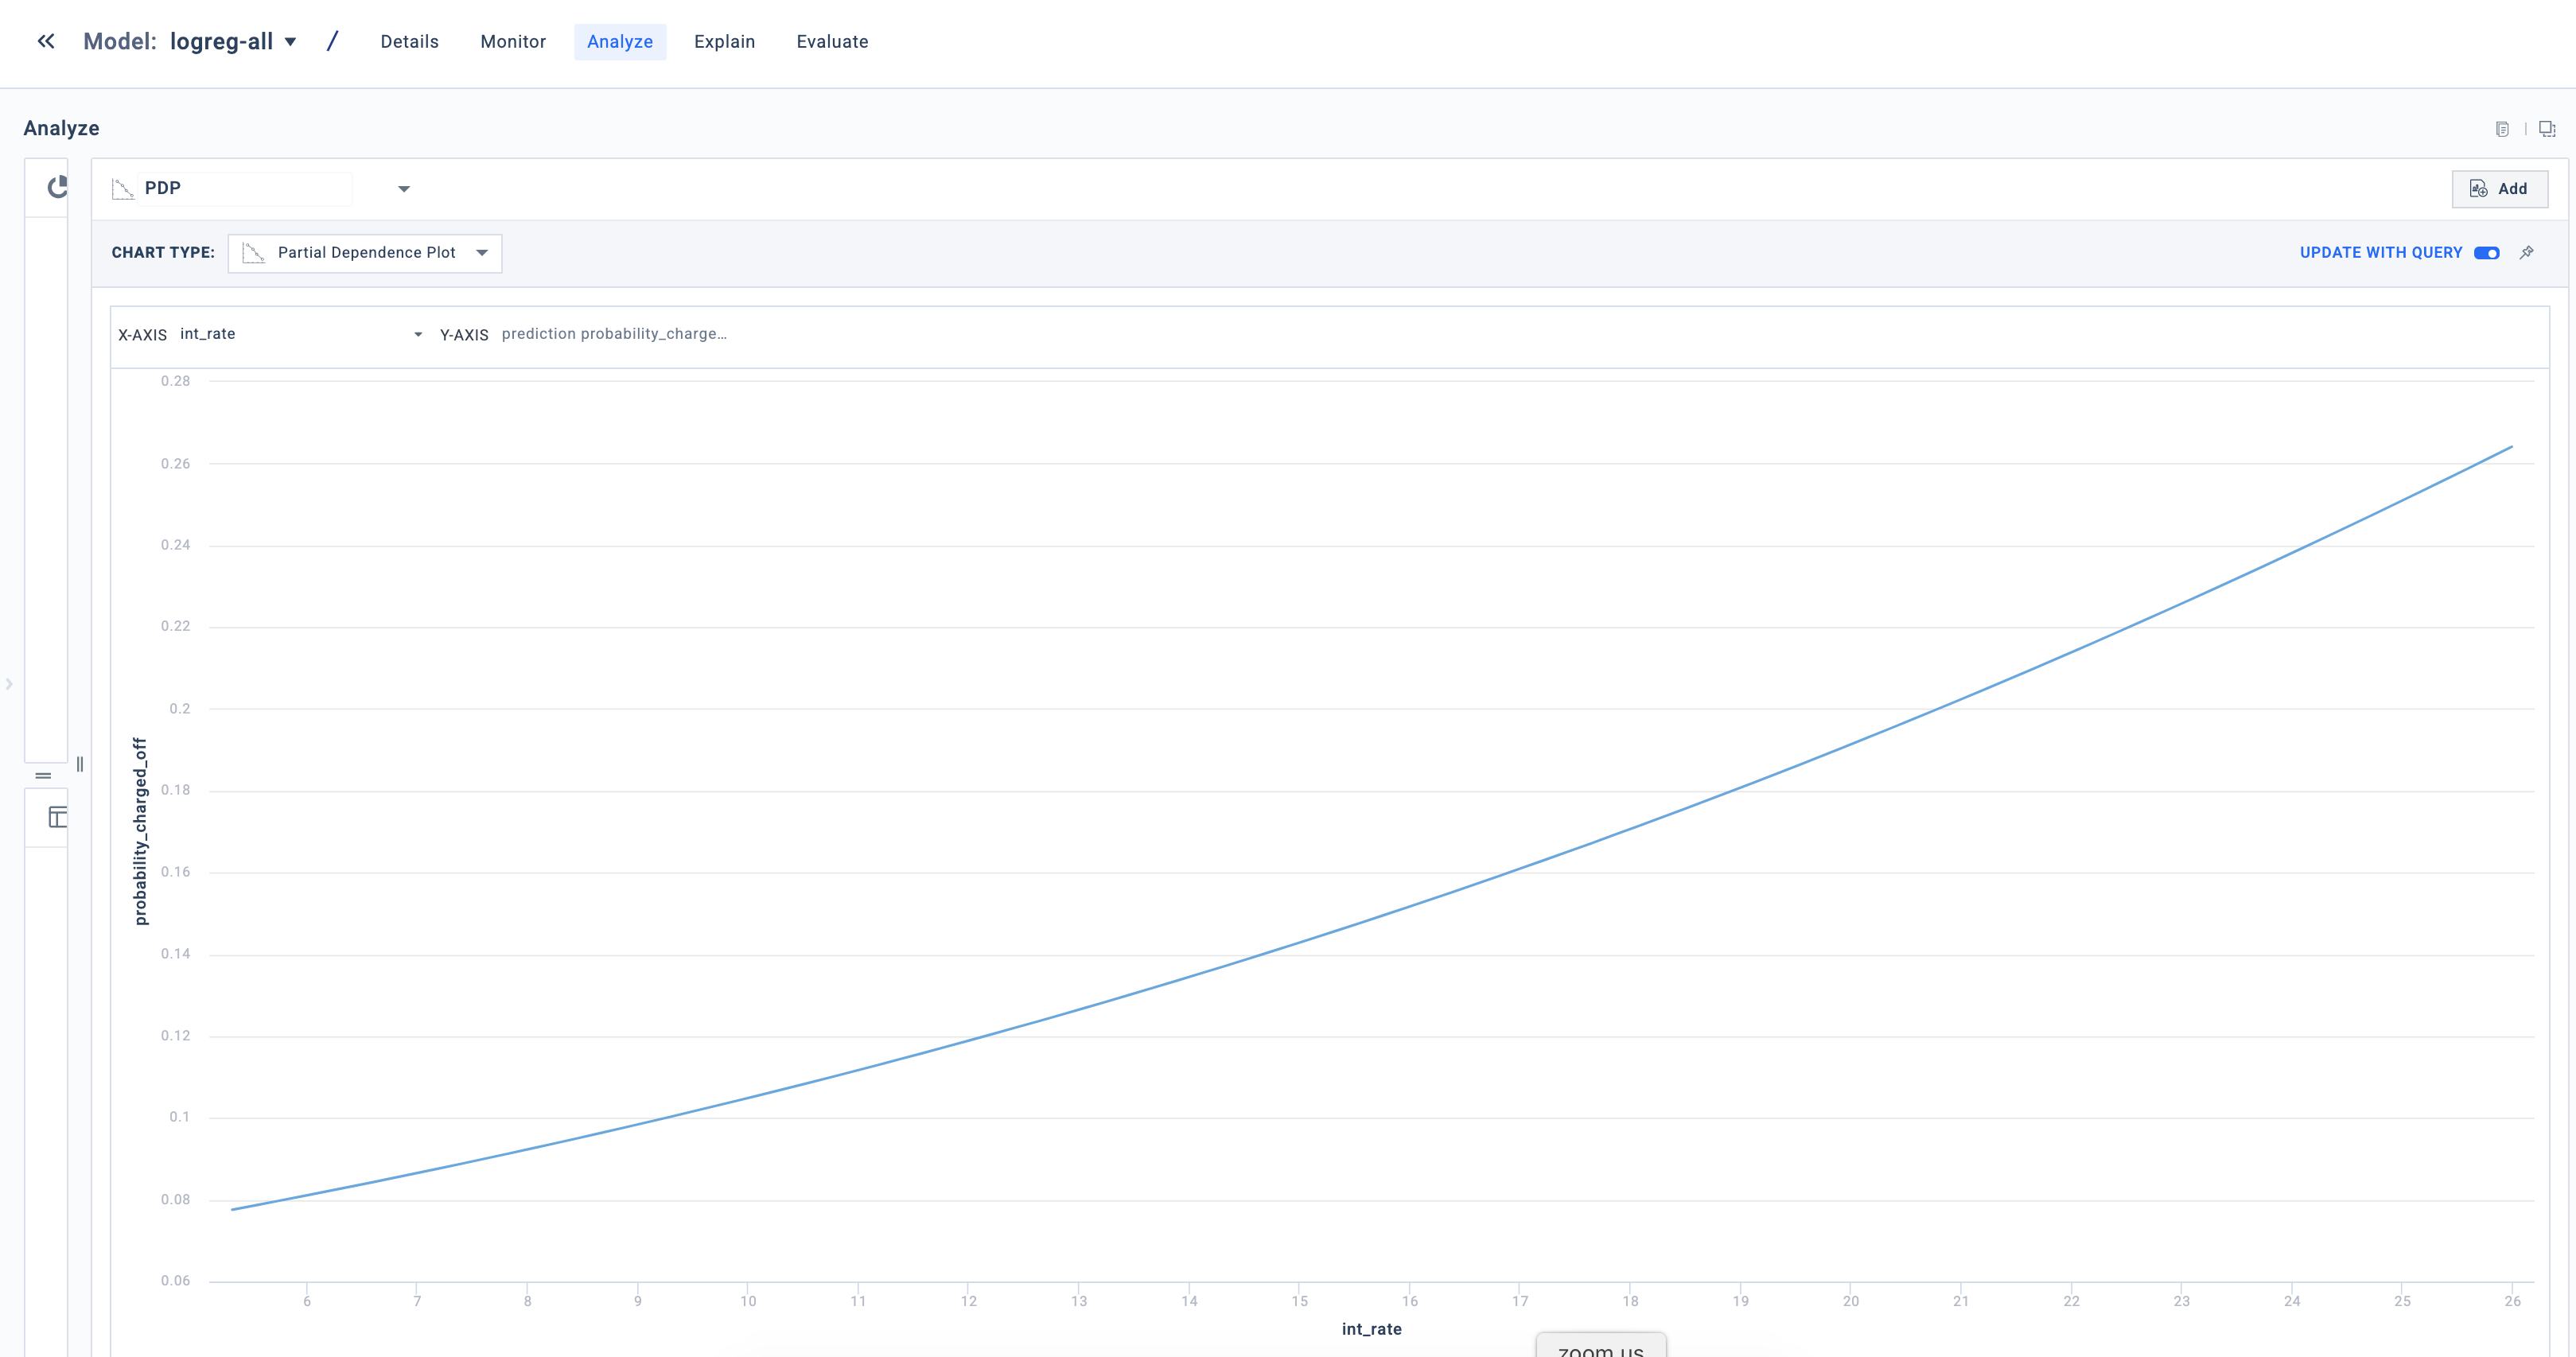 Model: logreg-all / Details Monitor Analyze Explain Evaluate
Analyze
PDP
Add
CHART TYPE: Partial Dependence Plot
UPDATE WITH QUERY
X-AXIS int_rate Y-AXIS prediction probability_charge…
0.28
0.26
0.24
0.22
0.2
0.18
0.16
0.14
0.12
0.1
0.08
0.06
probability_charged_off
6 7 8 9 10 11 12 13 14 15 16 17 18 19 20 21 22 23 24 25 26
int_rate
zoom.us